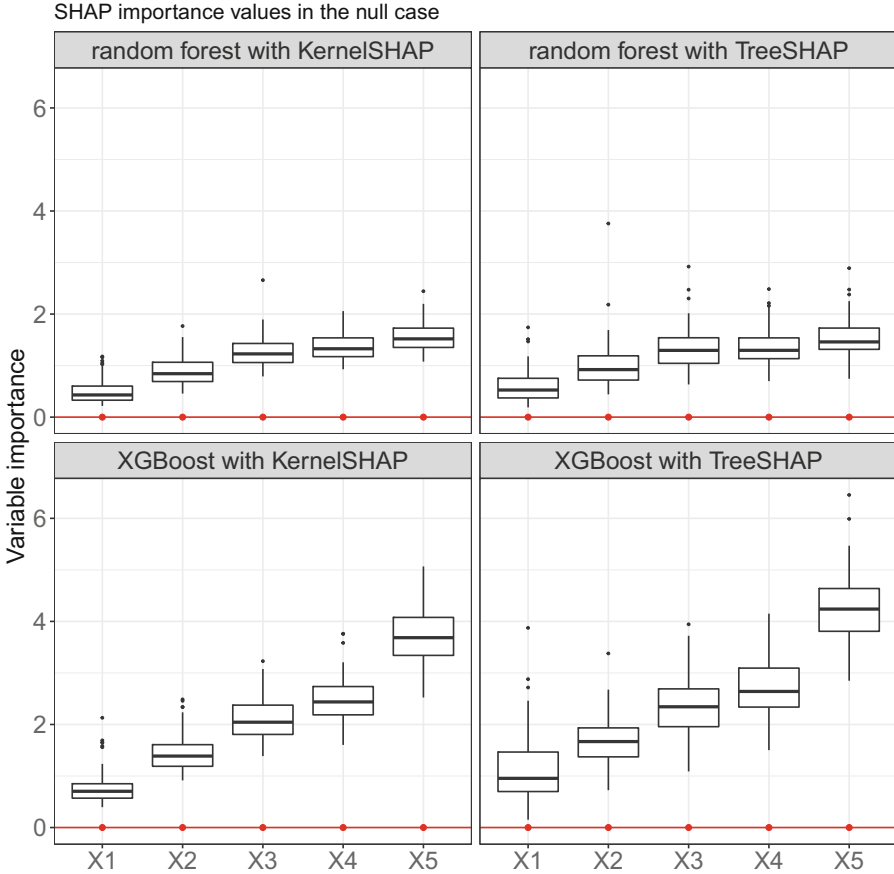 SHAP importance values in the null case
random forest with KernelSHAP
random forest with TreeSHAP
6
4
2
0
Variable importance
XGBoost with KernelSHAP
XGBoost with TreeSHAP
6
4
2
0
X1 X2 X3 X4 X5
X1 X2 X3 X4 X5